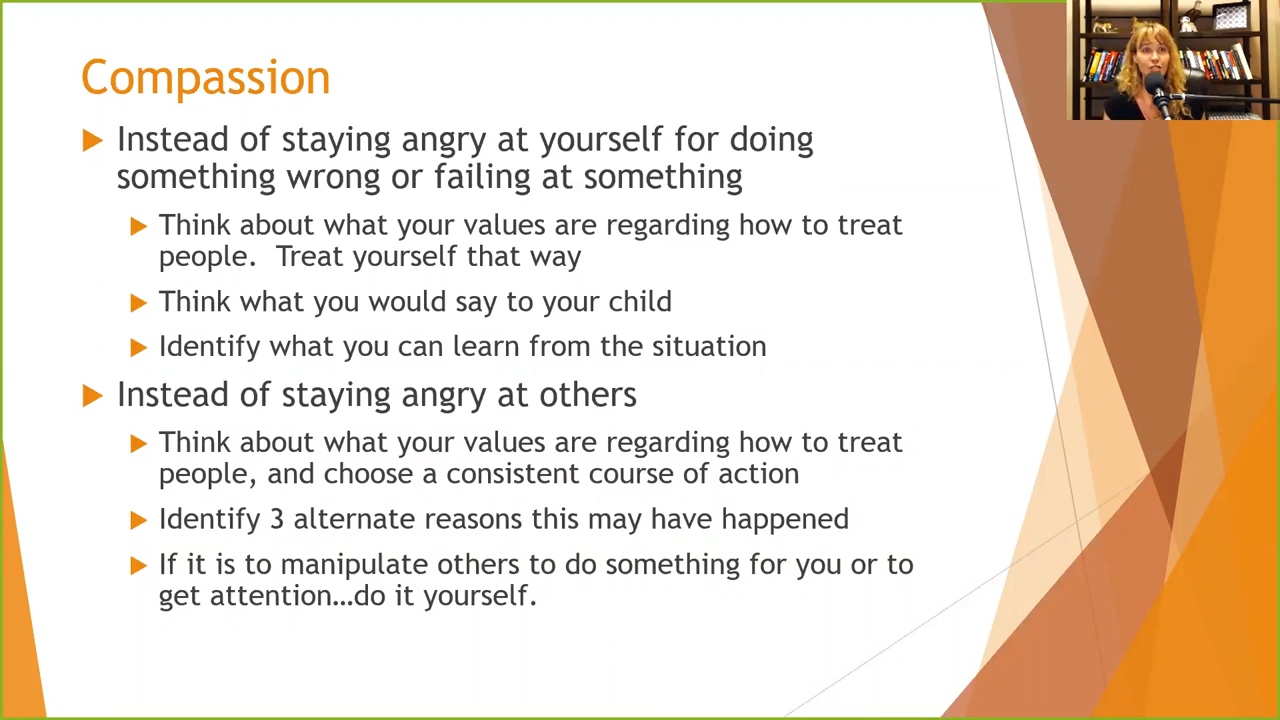 Compassion
Instead of staying angry at yourself for doing
something wrong or failing at something
Think about what your values are regarding how to treat
people.  Treat yourself that way
Think what you would say to your child
Identify what you can learn from the situation
Instead of staying angry at others
Think about what your values are regarding how to treat
people, and choose a consistent course of action
Identify 3 alternate reasons this may have happened
If it is to manipulate others to do something for you or to
get attention…do it yourself.